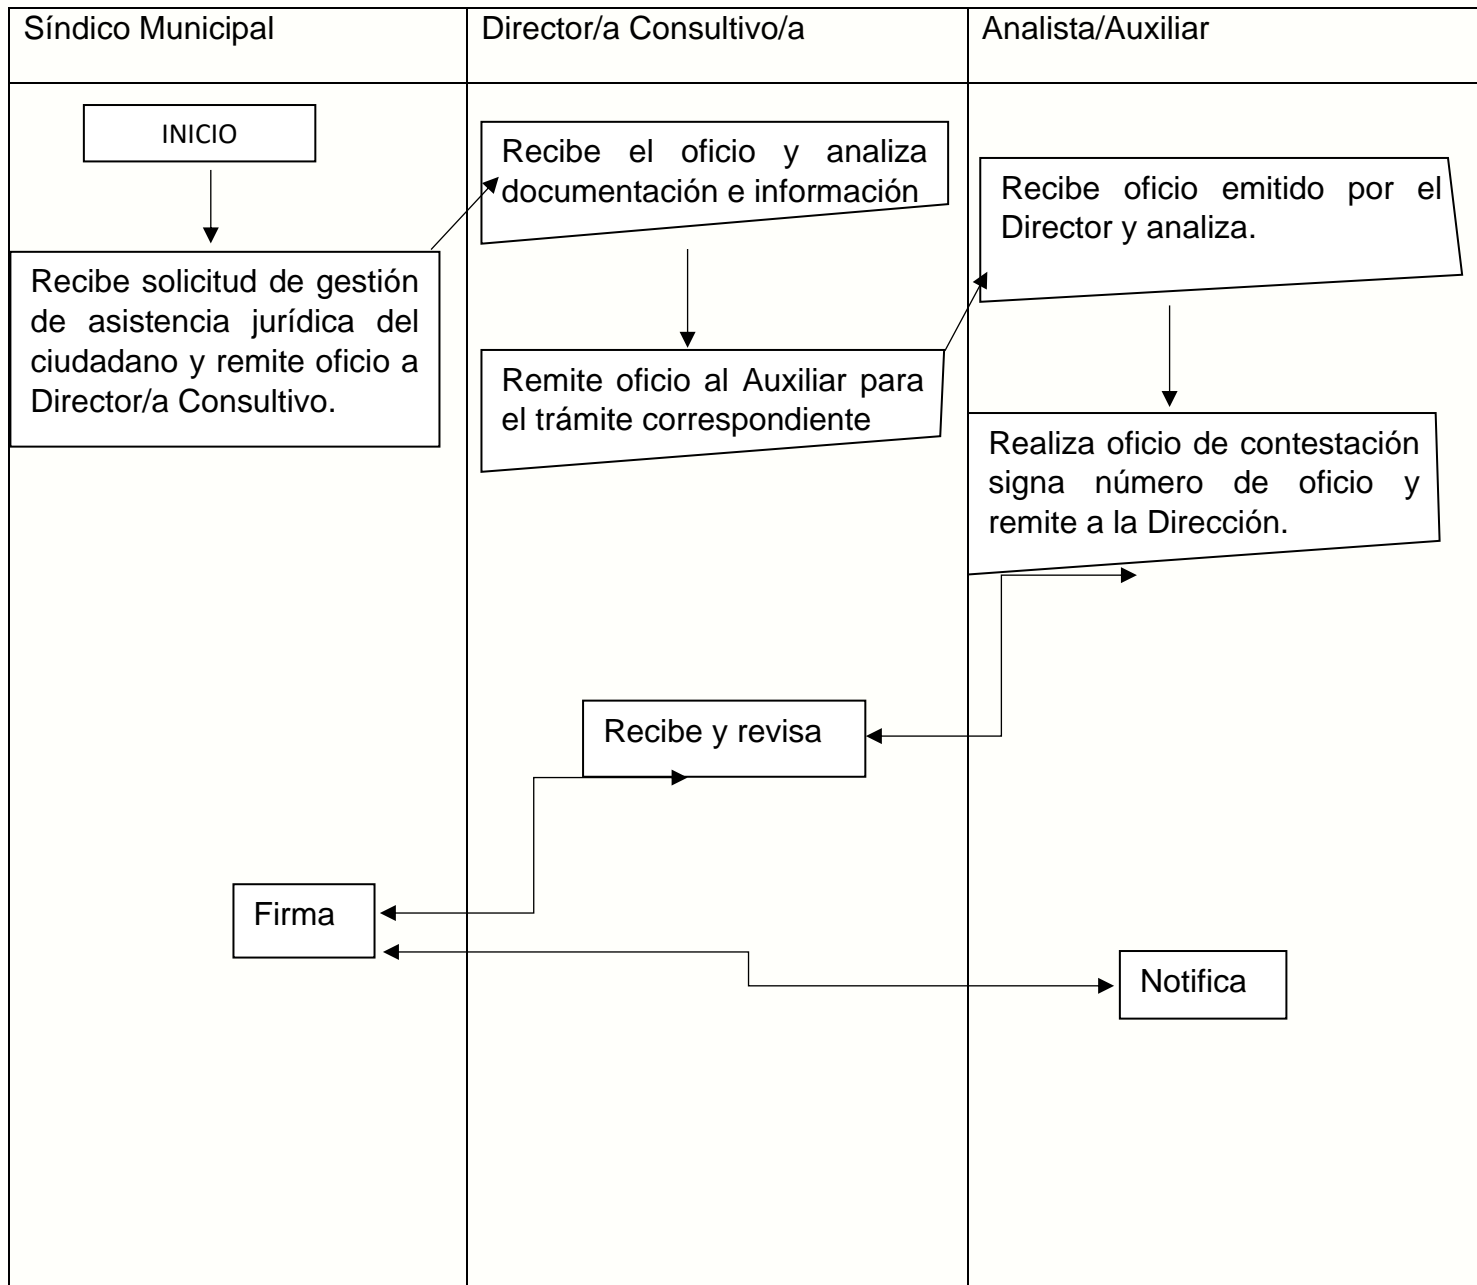 Síndico Municipal
Director/a Consultivo/a
Analista/Auxiliar
INICIO
Recibe solicitud de gestión
de asistencia jurídica del
ciudadano y remite oficio a
Director/a Consultivo.
Recibe el oficio y analiza
documentación e información
Remite oficio al Auxiliar para
el trámite correspondiente
Recibe oficio emitido por el
Director y analiza.
Realiza oficio de contestación
signa número de oficio y
remite a la Dirección.
Recibe y revisa
Firma
Notifica